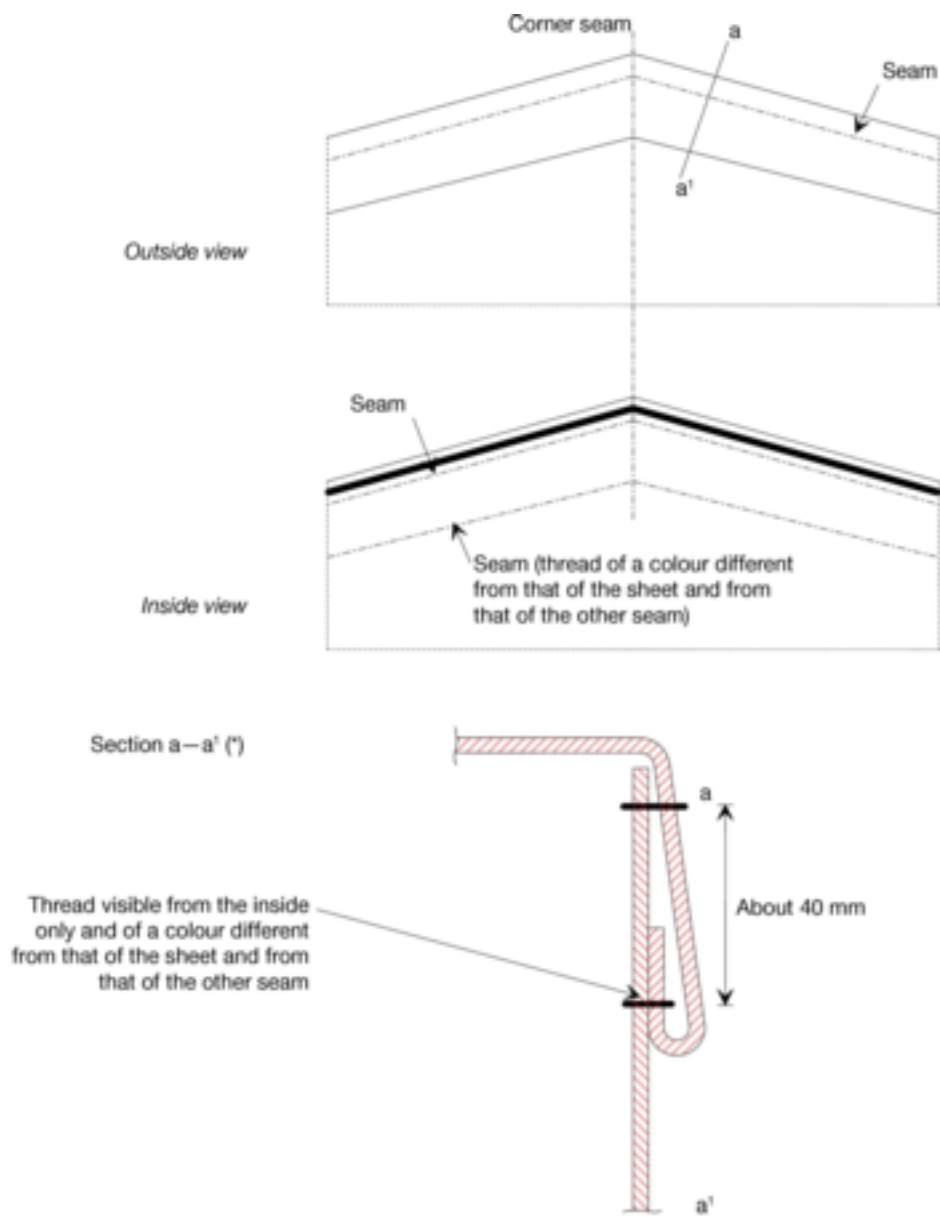 Corner seam
a
Seam
a¹
Outside view
Seam
Seam (thread of a colour different
from that of the sheet and from
that of the other seam)
Inside view
Section a—a¹ (*)
a
Thread visible from the inside
only and of a colour different
from that of the sheet and from
that of the other seam
About 40 mm
a¹